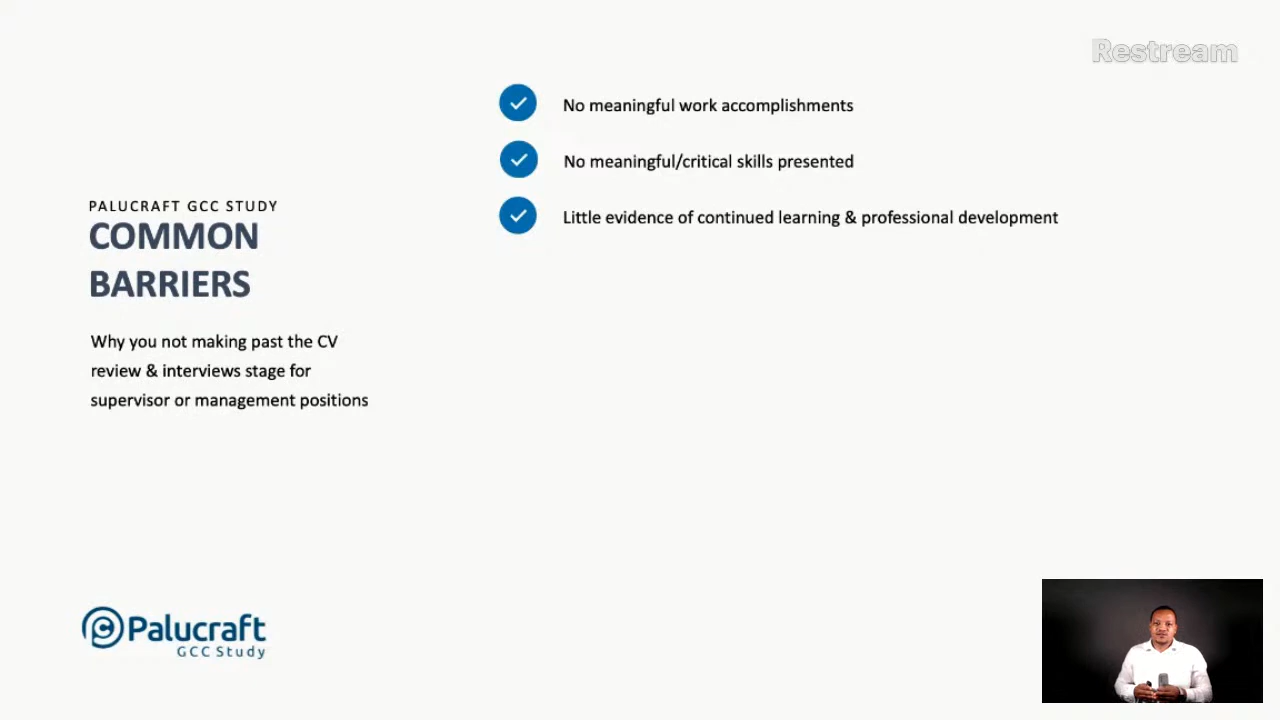 Restream
No meaningful work accomplishments
No meaningful/critical skills presented
Little evidence of continued learning & professional development
PALUCRAFT GCC STUDY
COMMON
BARRIERS
Why you not making past the CV
review & interviews stage for
supervisor or management positions
Palucraft
GCC Study